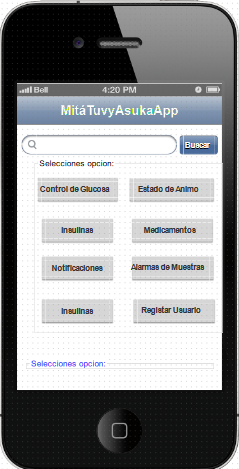 Bell 4:20 PM
MitáTuvyAsukaApp
Buscar
Selecciones opcion:
Control de Glucosa Estado de Animo
Insulinas Medicamentos
Notificaciones Alarmas de Muestras
Insulinas Registar Usuario
Selecciones opcion: